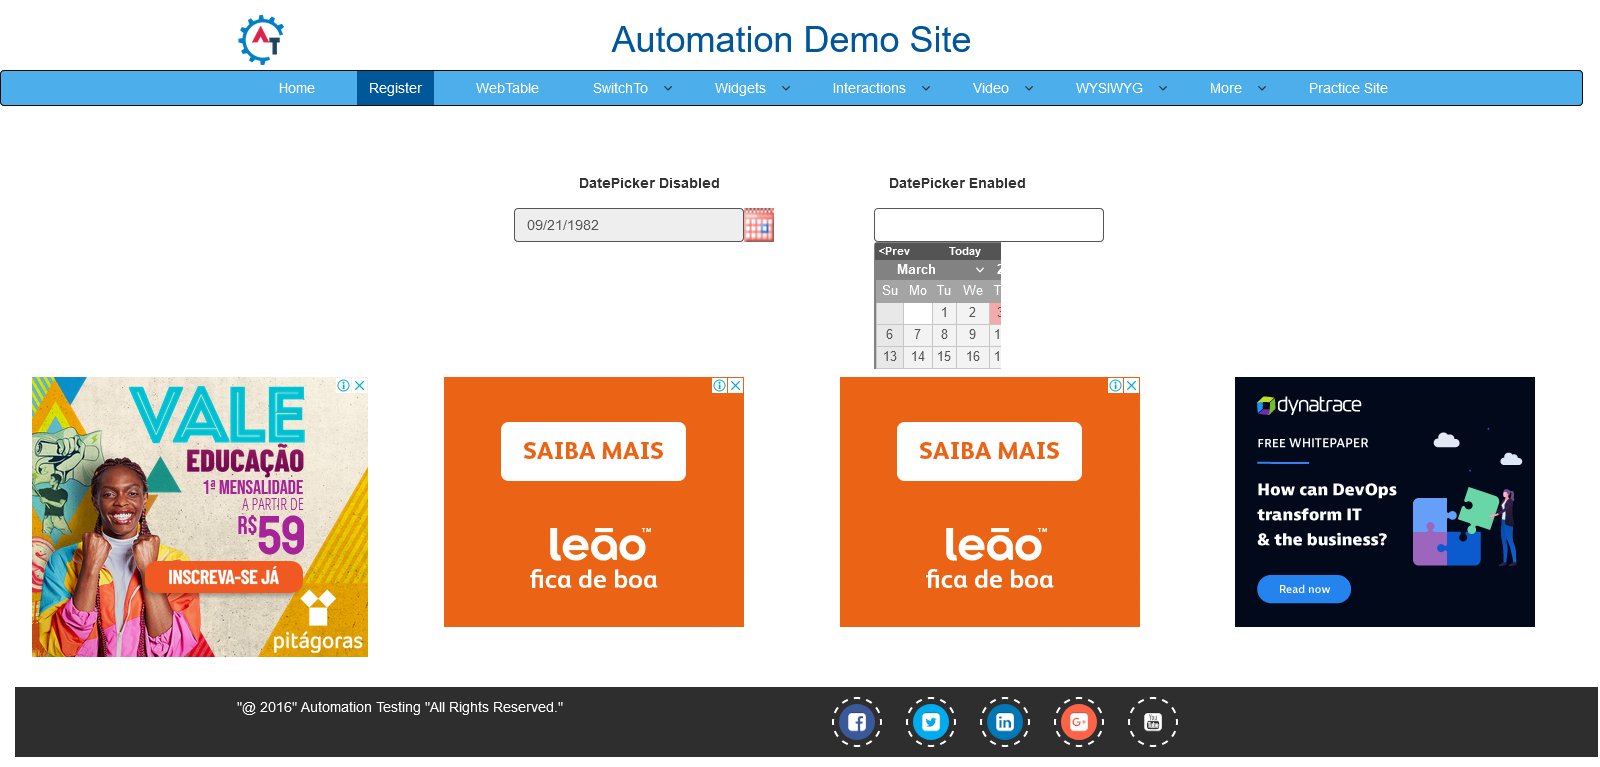 AT
Automation Demo Site
Home Register WebTable SwitchTo Widgets Interactions Video WYSIWYG More Practice Site
DatePicker Disabled DatePicker Enabled
09/21/1982
<Prev Today
March
Su Mo Tu We
1 2 3
6 7 8 9
13 14 15 16
VALE
EDUCAÇÃO
1ª MENSALIDADE
A PARTIR DE
R$59
INSCREVA-SE JÁ
pitágoras
SAIBA MAIS
leão™
fica de boa
SAIBA MAIS
leão™
fica de boa
dynatrace
FREE WHITEPAPER
How can DevOps
transform IT
& the business?
Read now
"@ 2016" Automation Testing "All Rights Reserved."
f in G+ You Tube